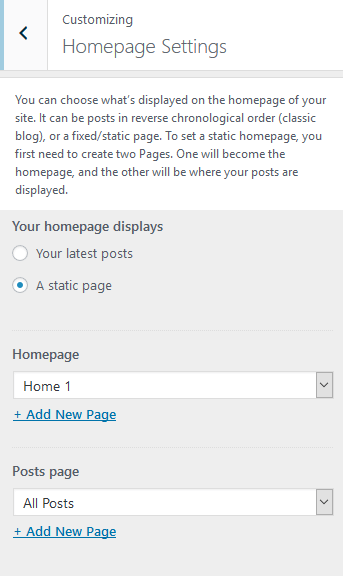 Customizing
Homepage Settings
You can choose what's displayed on the homepage of your
site. It can be posts in reverse chronological order (classic
blog), or a fixed/static page. To set a static homepage, you
first need to create two Pages. One will become the
homepage, and the other will be where your posts are
displayed.
Your homepage displays
Your latest posts
A static page
Homepage
Home 1
+ Add New Page
Posts page
All Posts
+ Add New Page